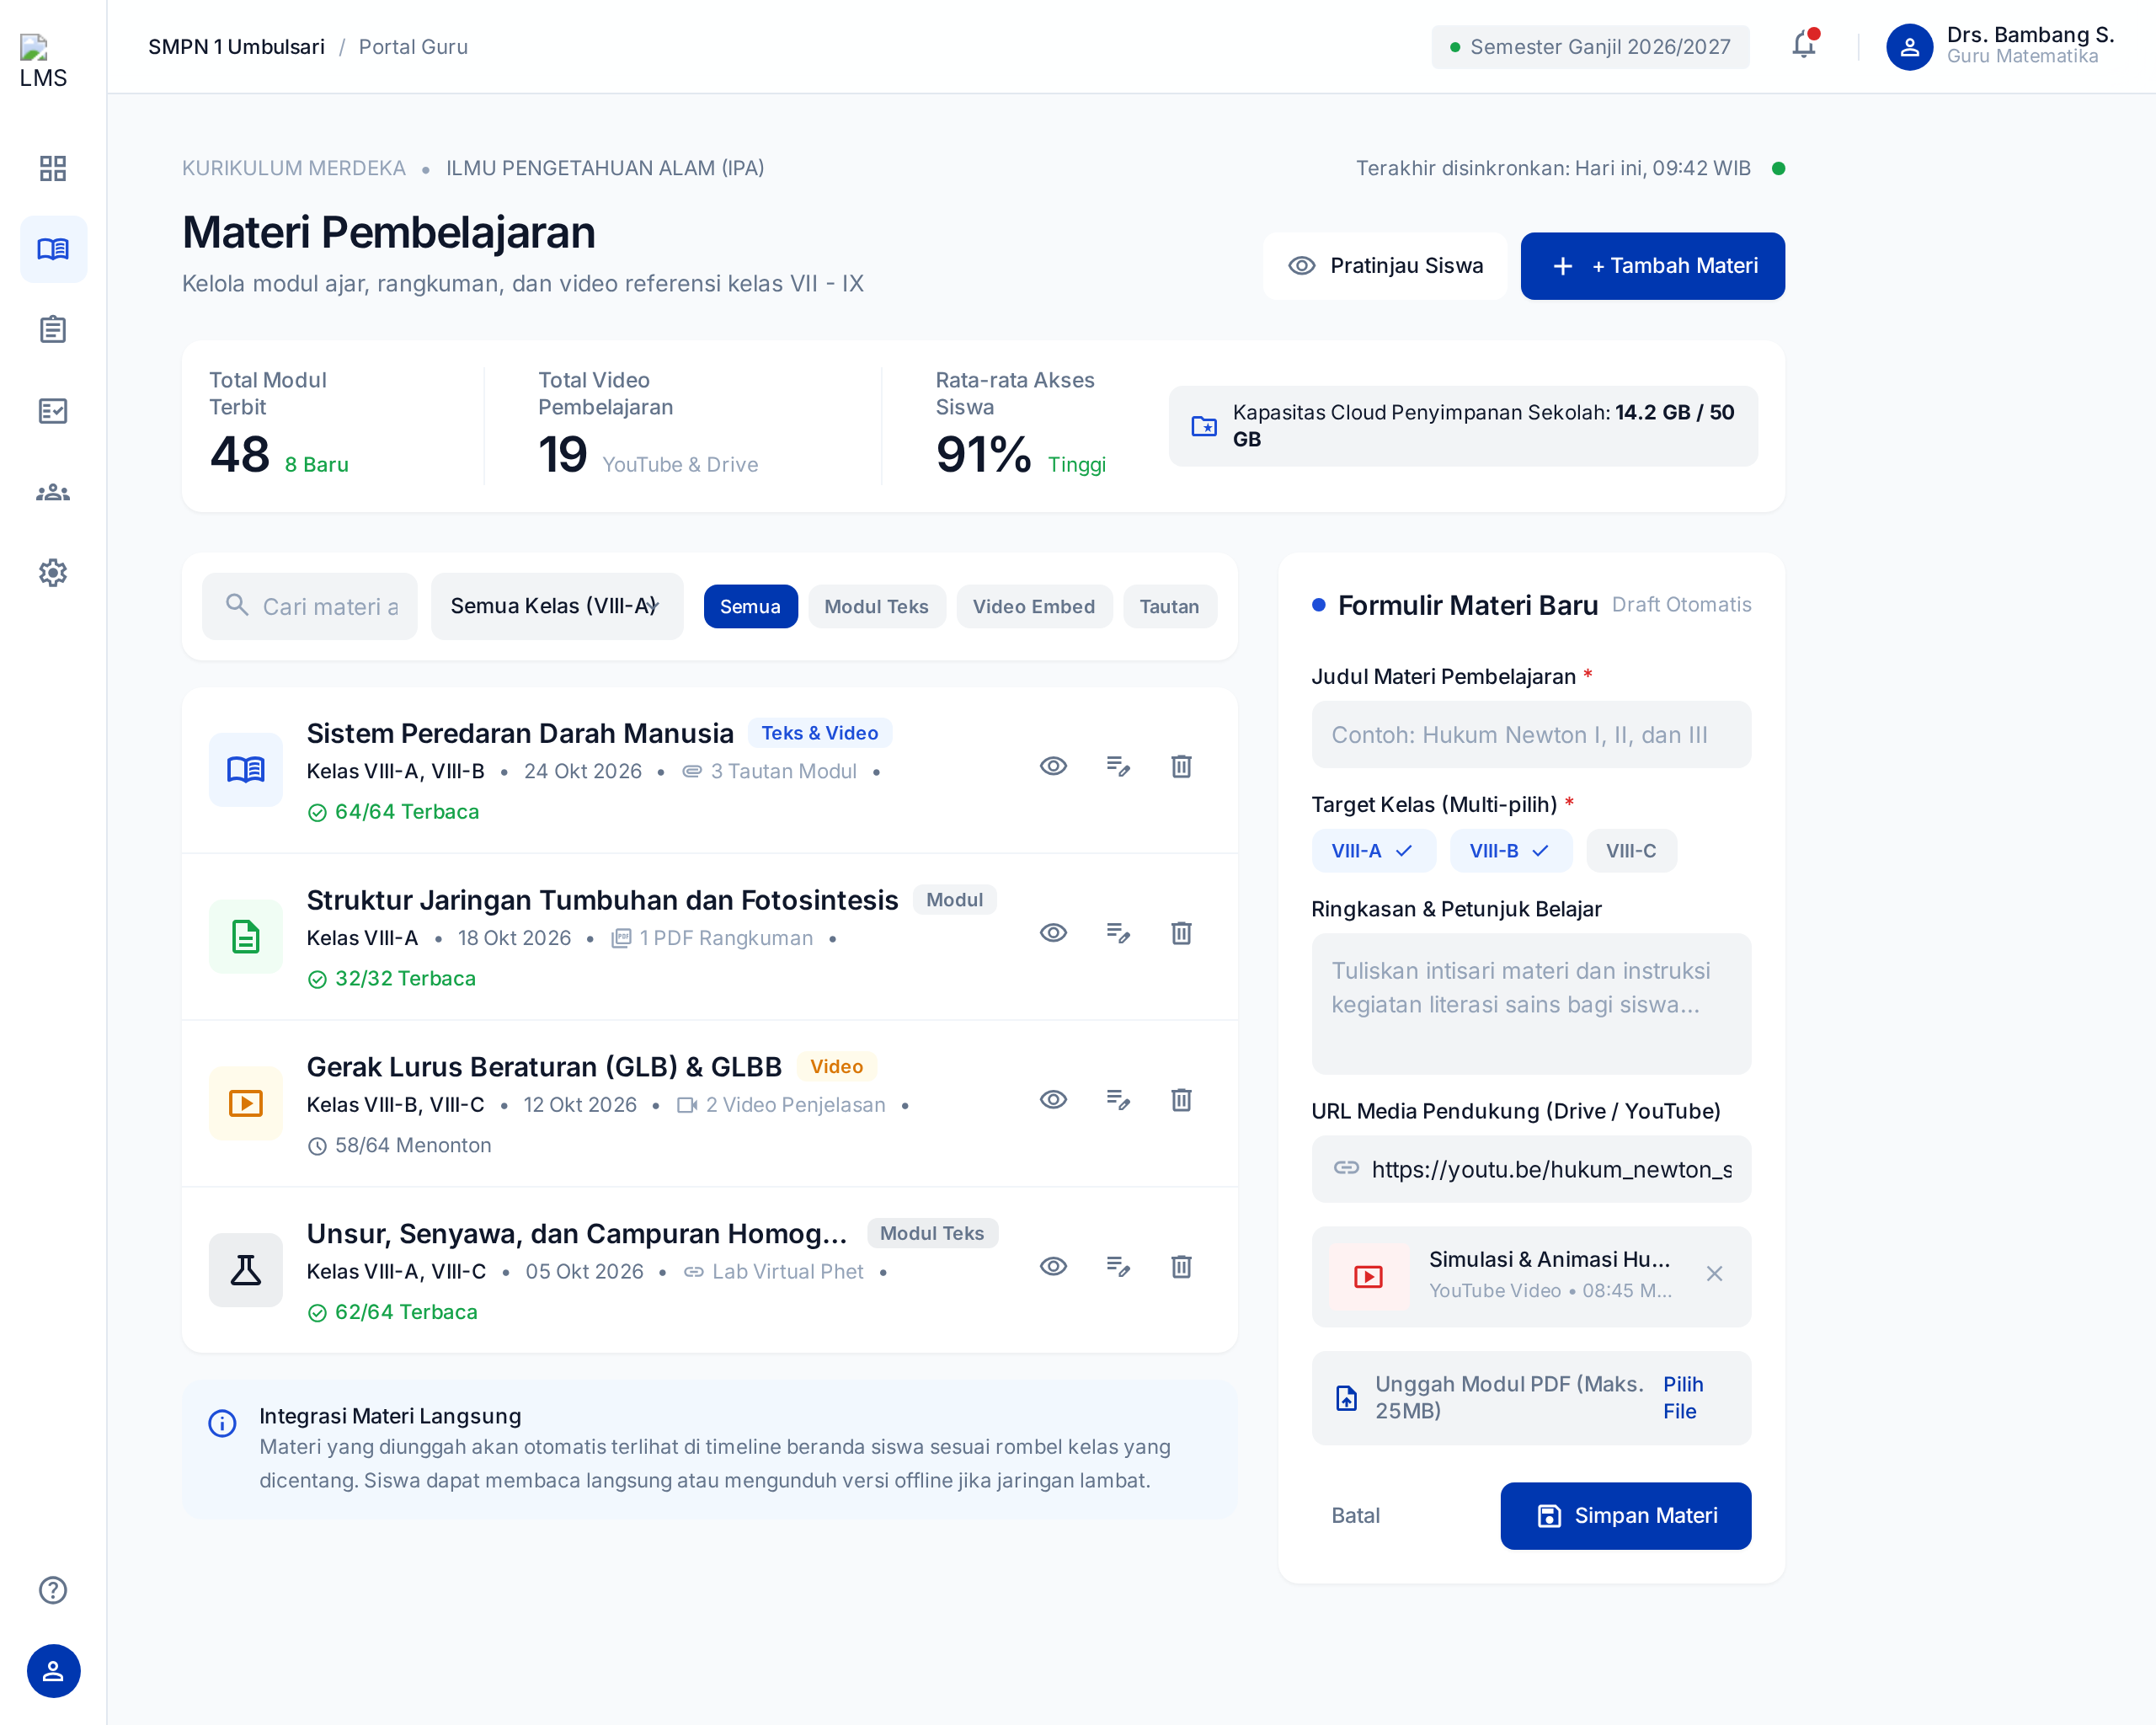 LMS
SMPN 1 Umbulsari / Portal Guru
Semester Ganjil 2026/2027
Drs. Bambang S.
Guru Matematika
KURIKULUM MERDEKA • ILMU PENGETAHUAN ALAM (IPA)
Terakhir disinkronkan: Hari ini, 09:42 WIB
Materi Pembelajaran
Kelola modul ajar, rangkuman, dan video referensi kelas VII - IX
Pratinjau Siswa
+ Tambah Materi
Total Modul
Terbit
48 8 Baru
Total Video
Pembelajaran
19 YouTube & Drive
Rata-rata Akses
Siswa
91% Tinggi
Kapasitas Cloud Penyimpanan Sekolah: 14.2 GB / 50
GB
Cari materi a
Semua Kelas (VIII-A)
Semua
Modul Teks
Video Embed
Tautan
Sistem Peredaran Darah Manusia Teks & Video
Kelas VIII-A, VIII-B • 24 Okt 2026 • 3 Tautan Modul •
64/64 Terbaca
Struktur Jaringan Tumbuhan dan Fotosintesis Modul
Kelas VIII-A • 18 Okt 2026 • 1 PDF Rangkuman •
32/32 Terbaca
Gerak Lurus Beraturan (GLB) & GLBB Video
Kelas VIII-B, VIII-C • 12 Okt 2026 • 2 Video Penjelasan •
58/64 Menonton
Unsur, Senyawa, dan Campuran Homog... Modul Teks
Kelas VIII-A, VIII-C • 05 Okt 2026 • Lab Virtual Phet •
62/64 Terbaca
Integrasi Materi Langsung
Materi yang diunggah akan otomatis terlihat di timeline beranda siswa sesuai rombel kelas yang
dicentang. Siswa dapat membaca langsung atau mengunduh versi offline jika jaringan lambat.
Formulir Materi Baru Draft Otomatis
Judul Materi Pembelajaran *
Contoh: Hukum Newton I, II, dan III
Target Kelas (Multi-pilih) *
VIII-A
VIII-B
VIII-C
Ringkasan & Petunjuk Belajar
Tuliskan intisari materi dan instruksi
kegiatan literasi sains bagi siswa...
URL Media Pendukung (Drive / YouTube)
https://youtu.be/hukum_newton_s
Simulasi & Animasi Hu...
YouTube Video • 08:45 M...
Unggah Modul PDF (Maks.
25MB)
Pilih
File
Batal
Simpan Materi